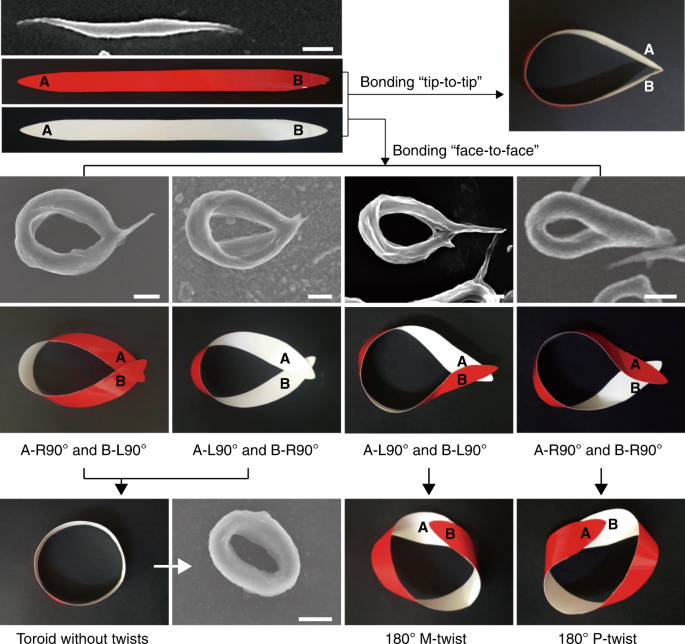 A B
A B
Bonding “tip-to-tip”
A
B
Bonding “face-to-face”
A
B
A
B
A
B
A
B
A-R90° and B-L90°
A-L90° and B-R90°
A-L90° and B-L90°
A-R90° and B-R90°
A B
A B
Toroid without twists
180° M-twist
180° P-twist